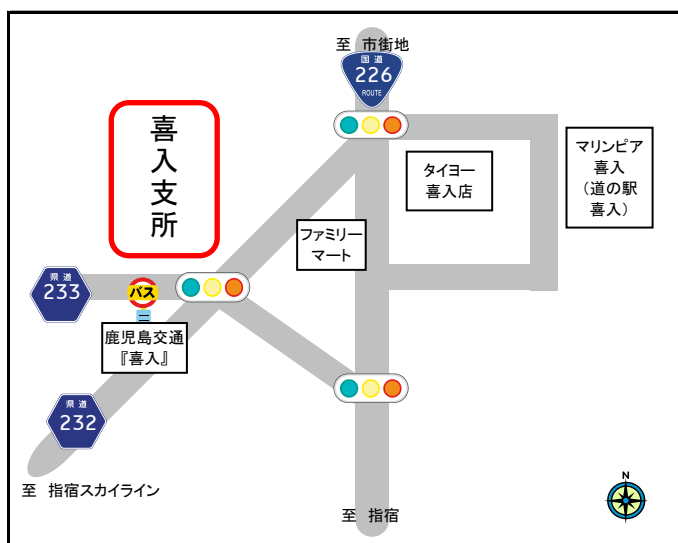 至 市街地
国道
226
ROUTE
喜入支所
マリンピア
喜入
（道の駅
喜入）
タイヨー
喜入店
ファミリー
マート
県道
233
バス
鹿児島交通
『喜入』
県道
232
至 指宿スカイライン
至 指宿
N